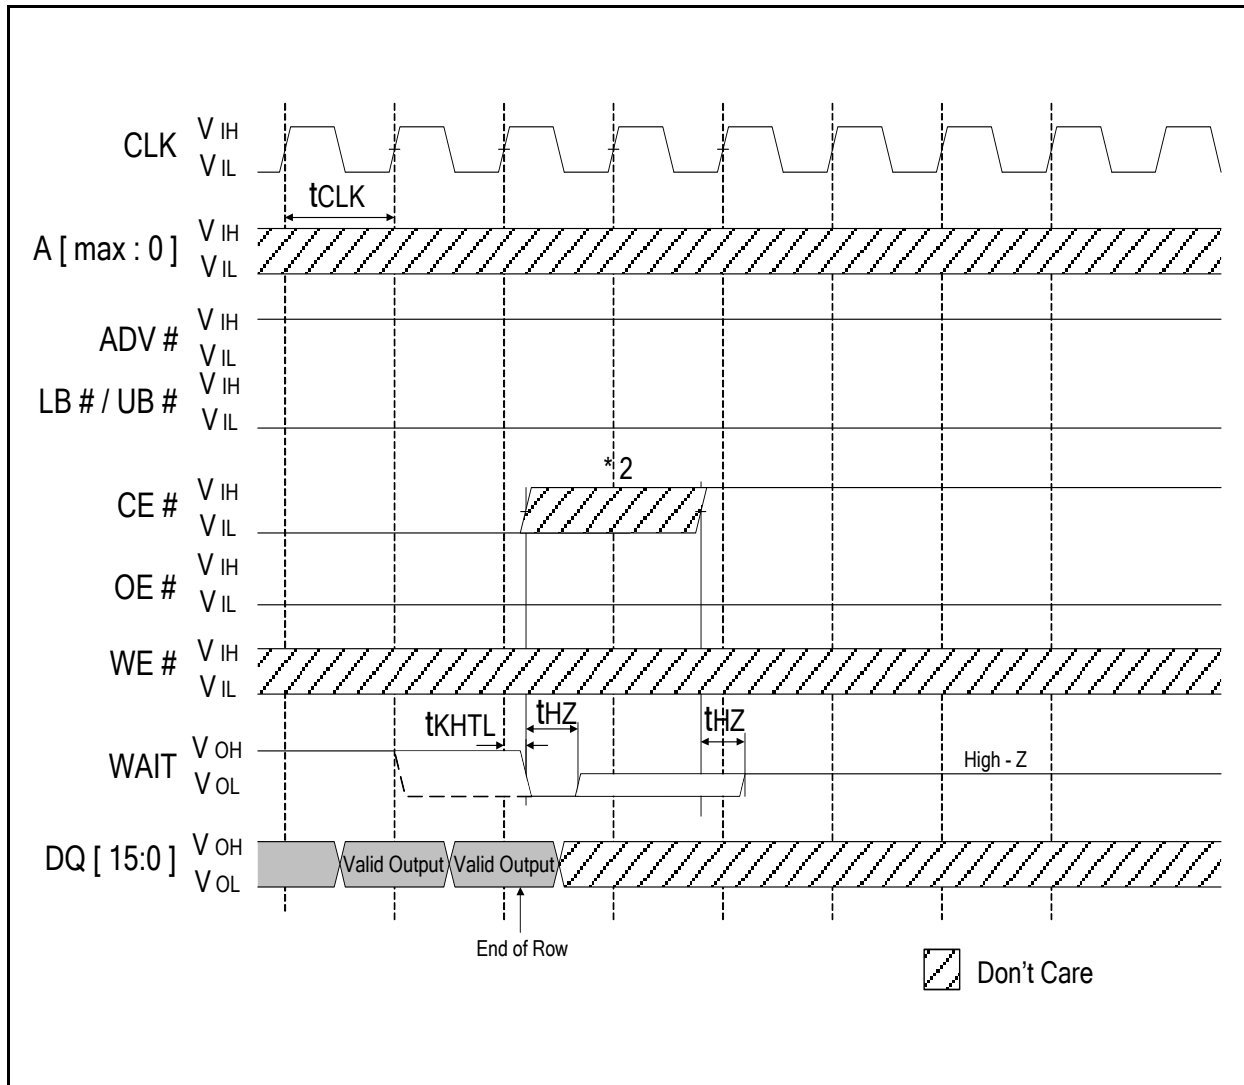 CLK V IH
V IL
tCLK
A [ max : 0 ] V IH
V IL
ADV # V IH
V IL
LB # / UB # V IH
V IL
* 2
CE # V IH
V IL
OE # V IH
V IL
WE # V IH
V IL
tKHTL tHZ tHZ
WAIT V OH
V OL
High - Z
DQ [ 15:0 ] V OH
V OL
Valid Output Valid Output
End of Row
Don't Care